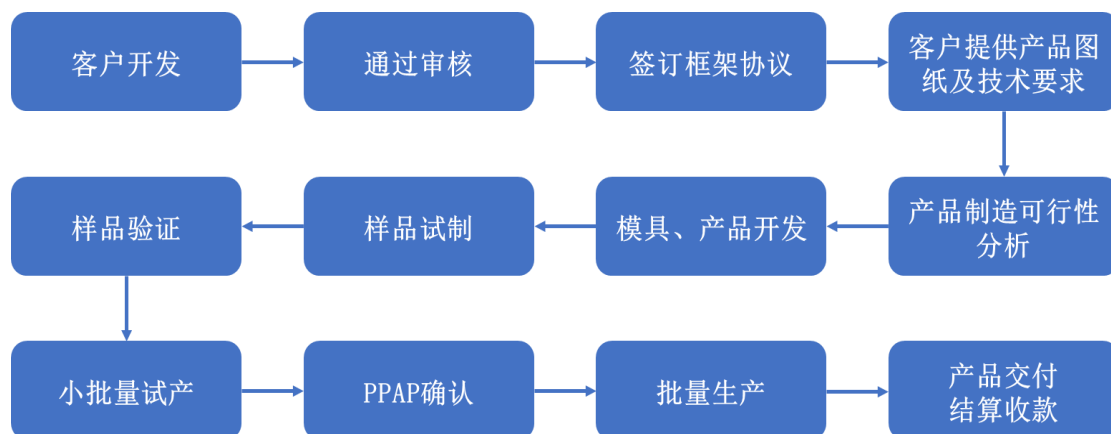 客户开发
通过审核
签订框架协议
客户提供产品图
纸及技术要求
产品制造可行性
分析
模具、产品开发
样品试制
样品验证
小批量试产
PPAP确认
批量生产
产品交付
结算收款